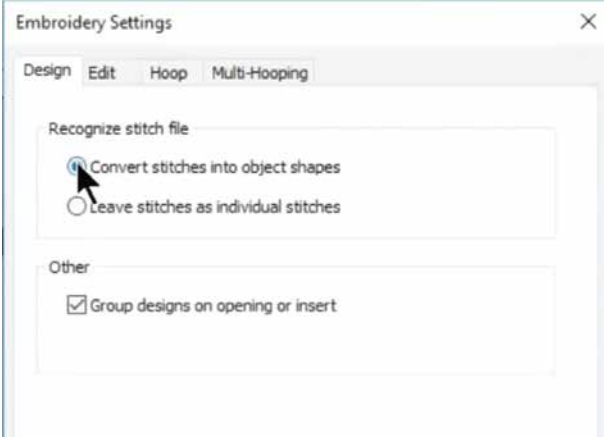 Embroidery Settings
Design Edit Hoop Multi-Hooping
Recognize stitch file
Convert stitches into object shapes
Leave stitches as individual stitches
Other
Group designs on opening or insert